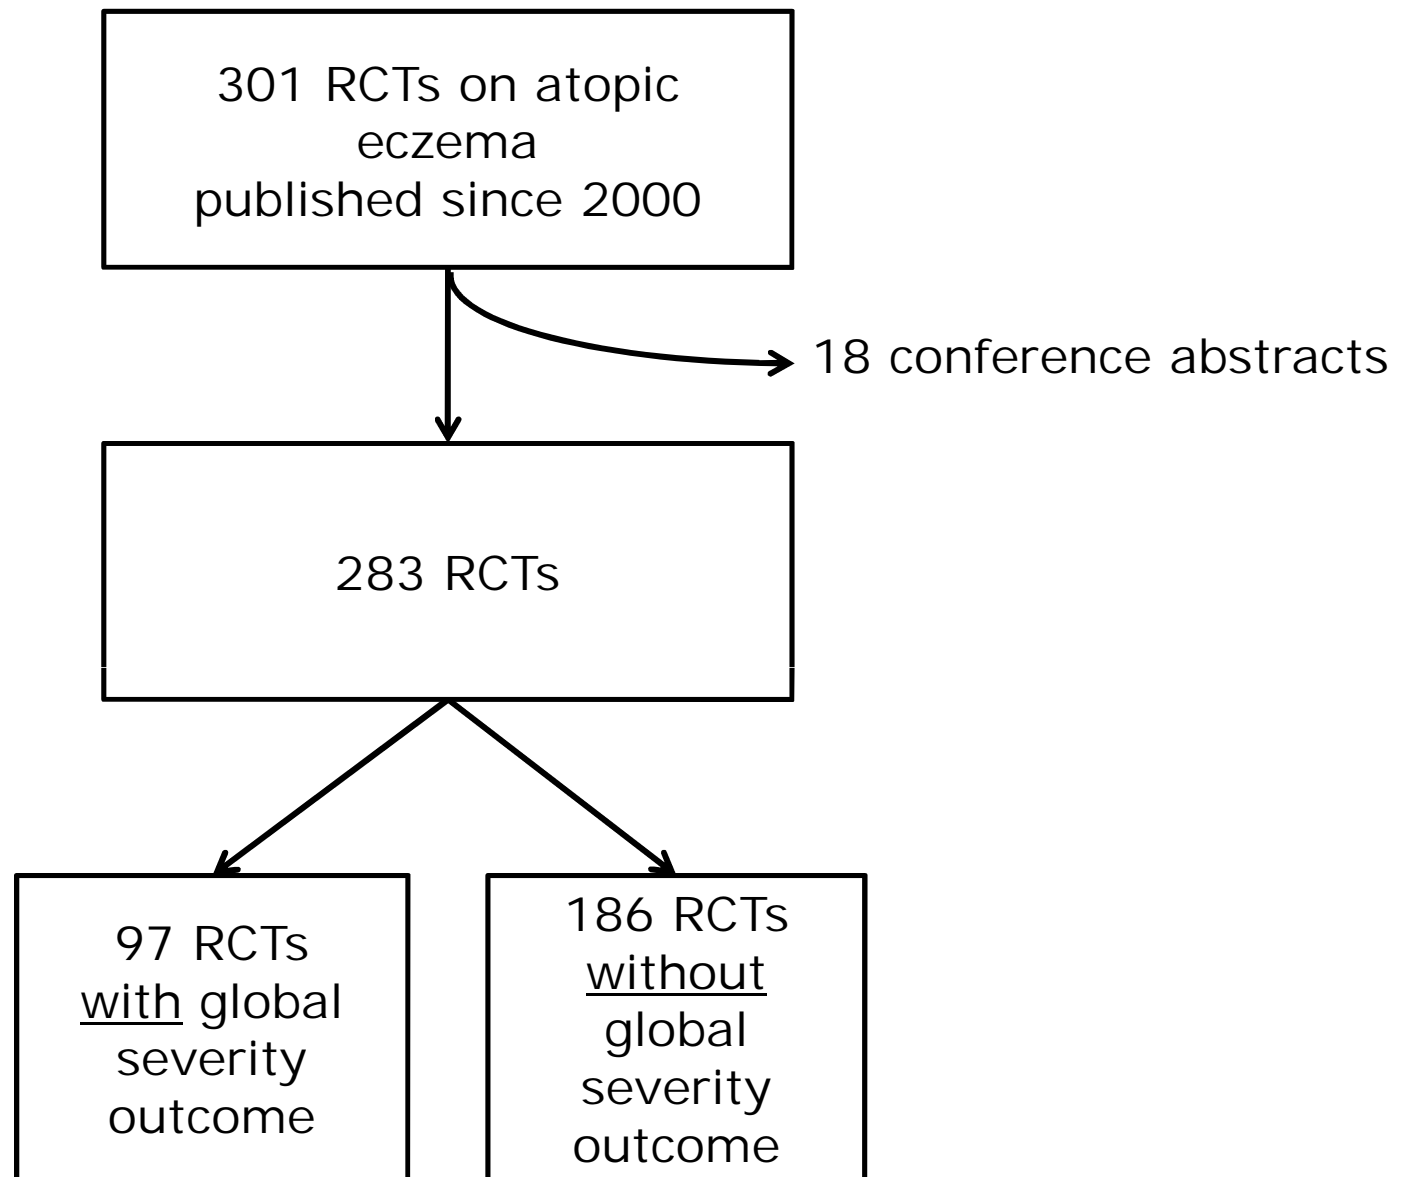 301 RCTs on atopic
eczema
published since 2000
18 conference abstracts
283 RCTs
97 RCTs
with global
severity
outcome
186 RCTs
without
global
severity
outcome